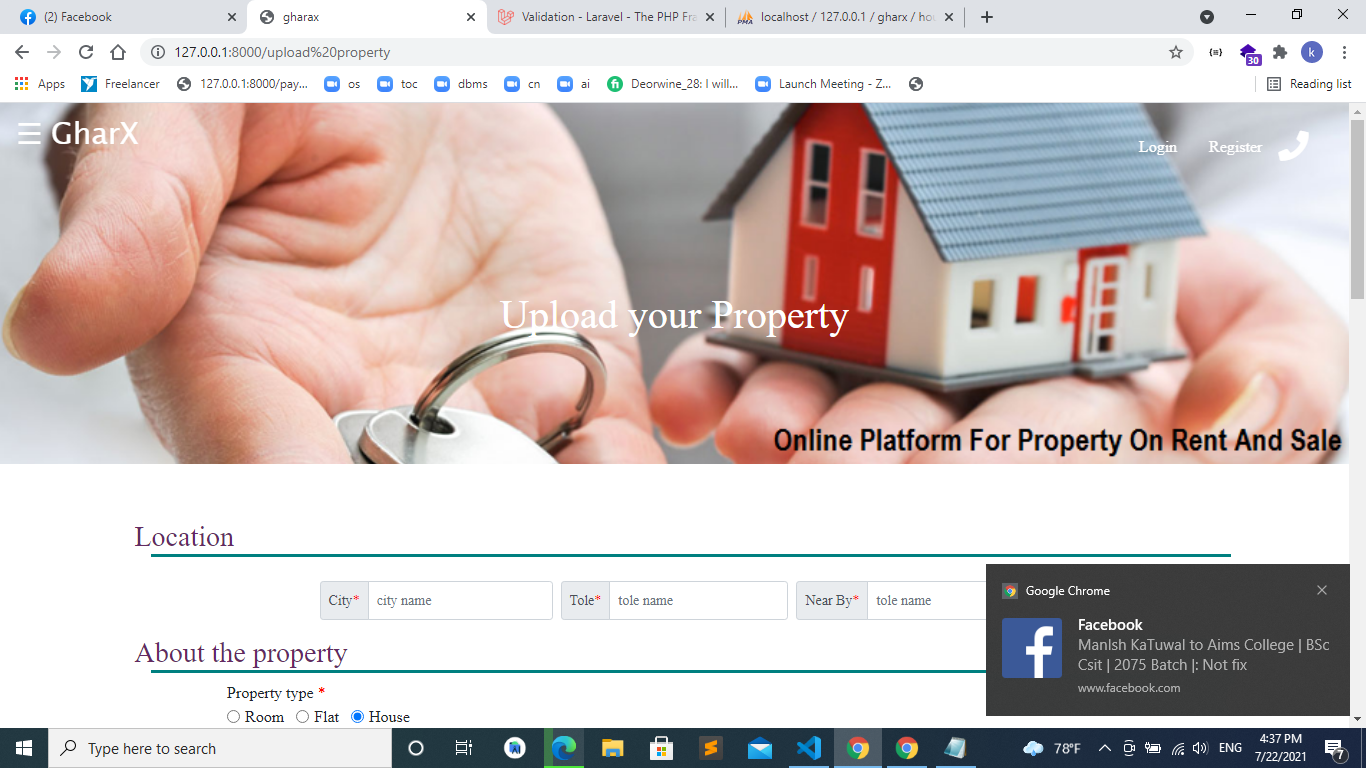 (2) Facebook
gharax
Validation - Laravel - The PHP Fra
localhost / 127.0.0.1 / gharx / hou
127.0.0.1:8000/upload%20property
30
k
Apps
Freelancer
127.0.0.1:8000/pay...
os
toc
dbms
cn
ai
Deorwine_28: I will...
Launch Meeting - Z...
Reading list
☰ GharX
Login
Register
Upload your Property
Online Platform For Property On Rent And Sale
Location
City* city name
Tole* tole name
Near By* tole name
About the property
Property type *
Room Flat House
Google Chrome
Facebook
ManIsh KaTuwal to Aims College | BSc
Csit | 2075 Batch |: Not fix
www.facebook.com
Type here to search
78°F
ENG
4:37 PM
7/22/2021
7